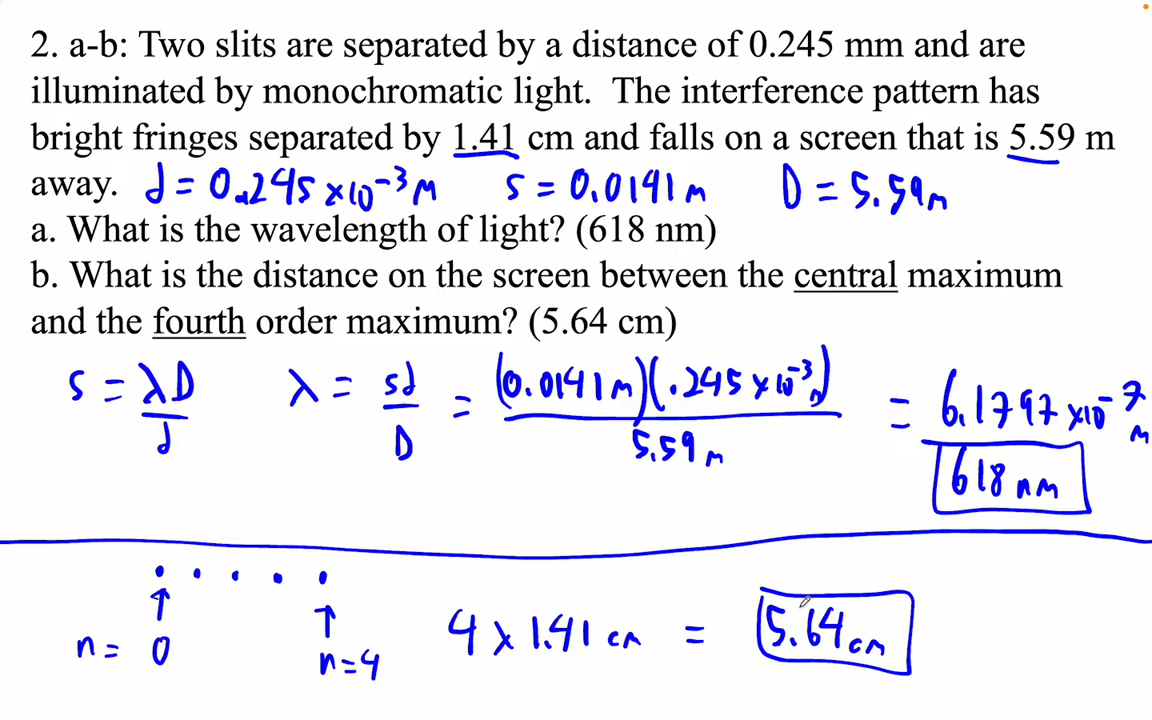 2. a-b: Two slits are separated by a distance of 0.245 mm and are
illuminated by monochromatic light. The interference pattern has
bright fringes separated by 1.41 cm and falls on a screen that is 5.59 m
away. d = 0.245 x 10⁻³ M s = 0.0141 m D = 5.59 m
a. What is the wavelength of light? (618 nm)
b. What is the distance on the screen between the central maximum
and the fourth order maximum? (5.64 cm)
s = λD/d λ = sd/D = (0.0141 m)(.245 x 10⁻³ m)/5.59 m = 6.1797 x 10⁻⁷ m
618 nm
n = 0 n=4 4 x 1.41 cm = 5.64 cm